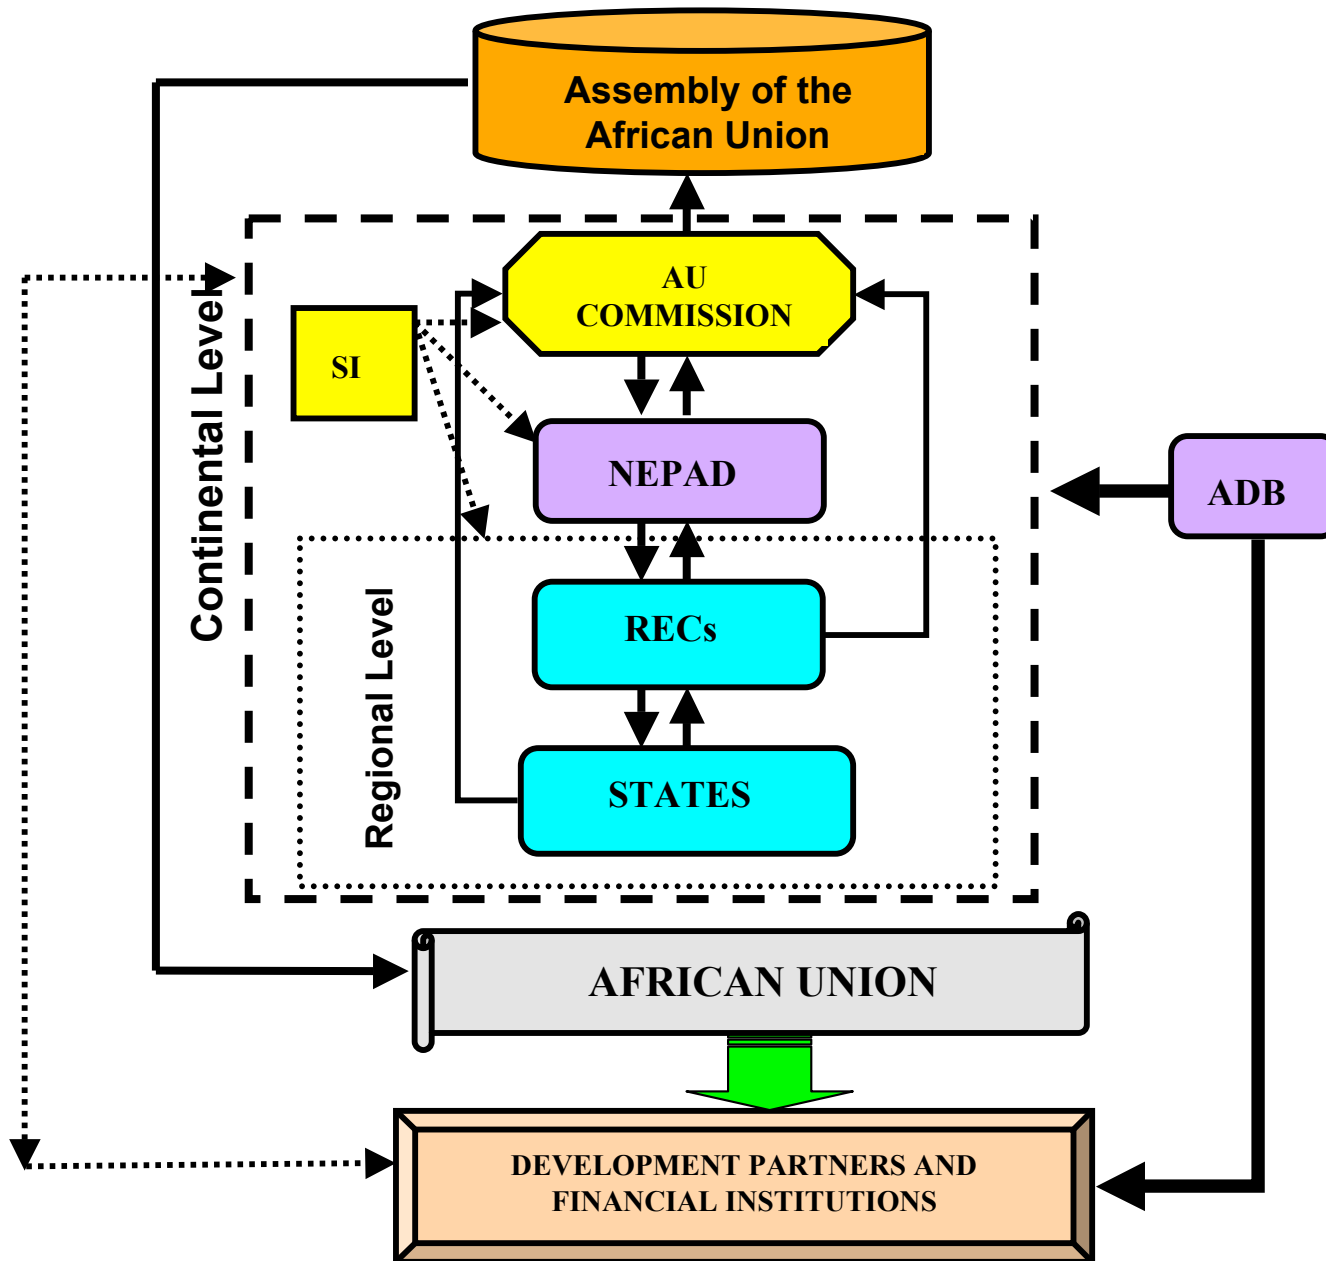 Assembly of the
African Union
AU
COMMISSION
Continental Level
SI
NEPAD
ADB
RECs
Regional Level
STATES
AFRICAN UNION
DEVELOPMENT PARTNERS AND
FINANCIAL INSTITUTIONS